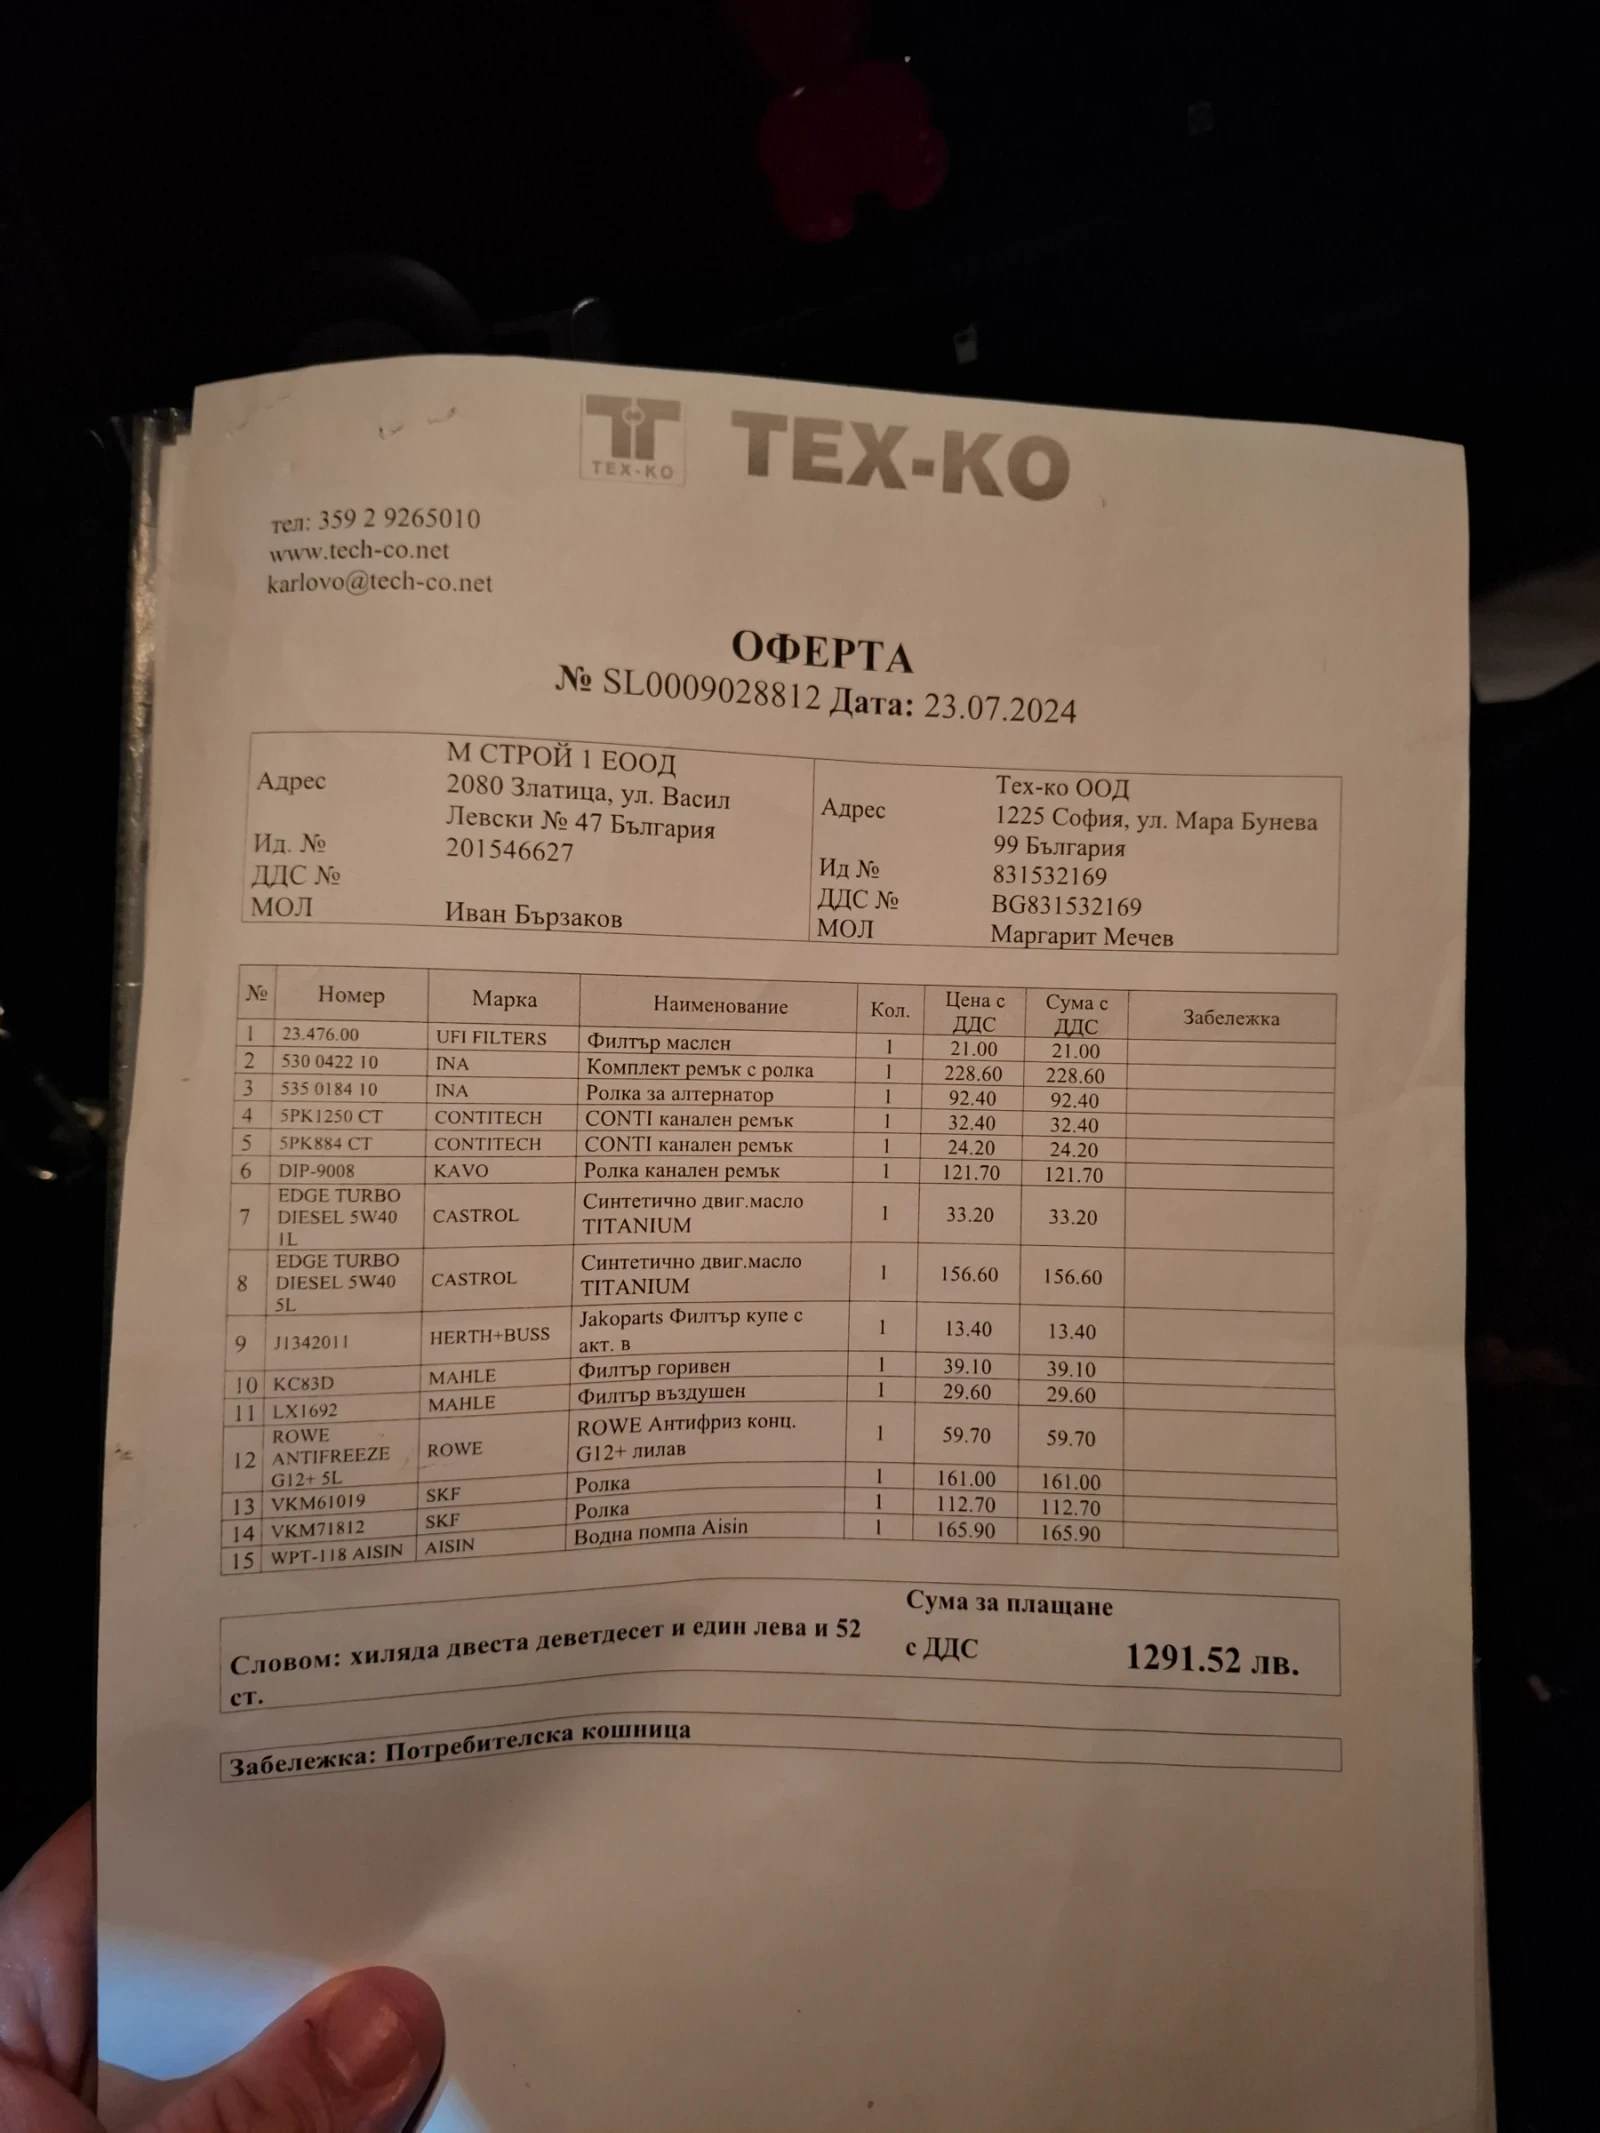 ТЕХ-КО
ТЕХ-КО
тел: 359 2 9265010
www.tech-co.net
karlovo@tech-co.net
ОФЕРТА
№ SL0009028812 Дата: 23.07.2024
М СТРОЙ 1 ЕООД
Адрес 2080 Златица, ул. Васил
Левски № 47 България
Ид. № 201546627
ДДС №
МОЛ Иван Бързаков
Тех-ко ООД
Адрес 1225 София, ул. Мара Бунева
99 България
Ид № 831532169
ДДС № BG831532169
МОЛ Маргарит Мечев
№ Номер Марка Наименование Кол. Цена с ДДС Сума с ДДС Забележка
1 23.476.00 UFI FILTERS Филтър маслен 1 21.00 21.00
2 530 0422 10 INA Комплект ремък с ролка 1 228.60 228.60
3 535 0184 10 INA Ролка за алтернатор 1 92.40 92.40
4 5PK1250 CT CONTITECH CONTI канален ремък 1 32.40 32.40
5 5PK884 CT CONTITECH CONTI канален ремък 1 24.20 24.20
6 DIP-9008 KAVO Ролка канален ремък 1 121.70 121.70
7 EDGE TURBO DIESEL 5W40 1L CASTROL Синтетично двиг.масло TITANIUM 1 33.20 33.20
8 EDGE TURBO DIESEL 5W40 5L CASTROL Синтетично двиг.масло TITANIUM 1 156.60 156.60
9 J1342011 HERTH+BUSS Jakoparts Филтър купе с акт. в 1 13.40 13.40
10 KC83D MAHLE Филтър горивен 1 39.10 39.10
11 LX1692 MAHLE Филтър въздушен 1 29.60 29.60
12 ROWE ANTIFREEZE G12+ 5L ROWE ROWE Антифриз конц. G12+ лилав 1 59.70 59.70
13 VKM61019 SKF Ролка 1 161.00 161.00
14 VKM71812 SKF Ролка 1 112.70 112.70
15 WPT-118 AISIN AISIN Водна помпа Aisin 1 165.90 165.90
Словом: хиляда двеста деветдесет и един лева и 52
ст.
Сума за плащане
с ДДС 1291.52 лв.
Забележка: Потребителска кошница